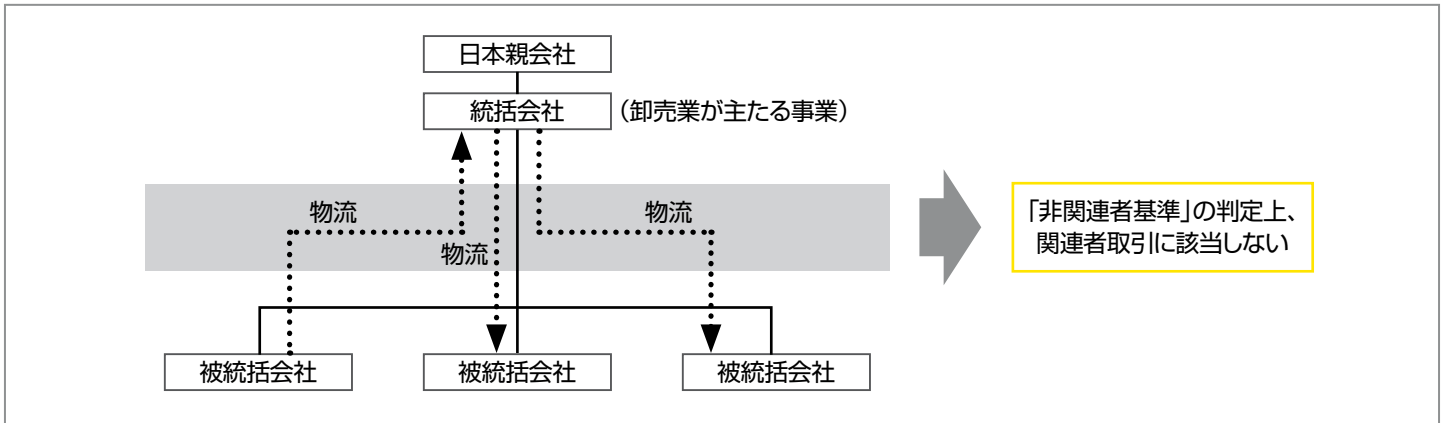 日本親会社
統括会社
（卸売業が主たる事業）
物流
物流
物流
「非関連者基準」の判定上、
関連者取引に該当しない
被統括会社
被統括会社
被統括会社